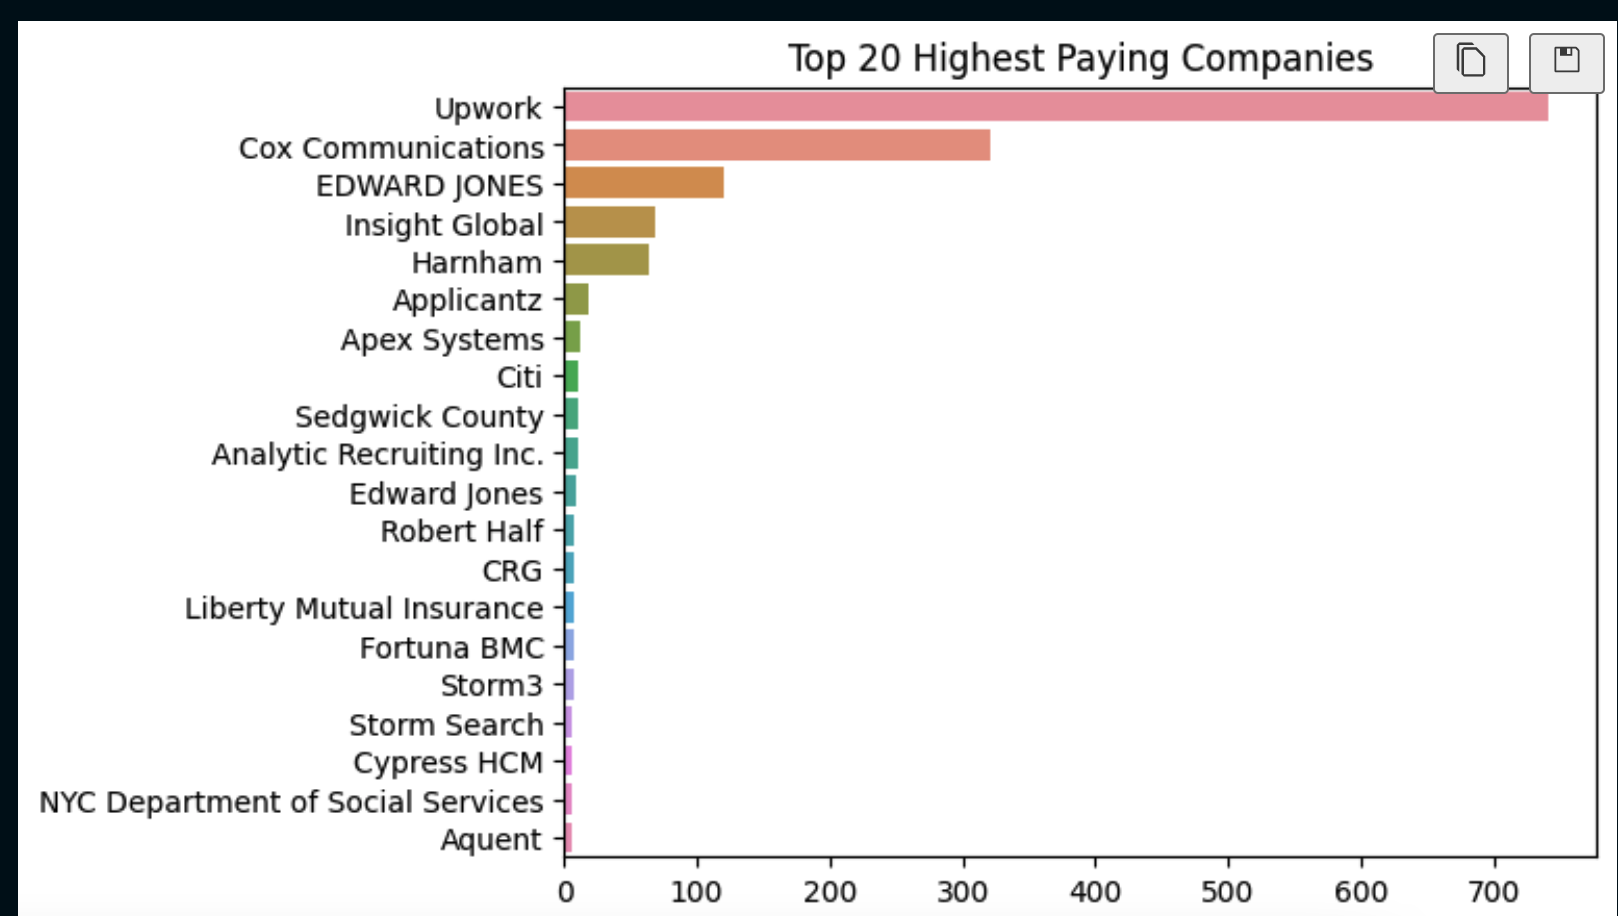 Top 20 Highest Paying Companies
Upwork
Cox Communications
EDWARD JONES
Insight Global
Harnham
Applicantz
Apex Systems
Citi
Sedgwick County
Analytic Recruiting Inc.
Edward Jones
Robert Half
CRG
Liberty Mutual Insurance
Fortuna BMC
Storm3
Storm Search
Cypress HCM
NYC Department of Social Services
Aquent
0 100 200 300 400 500 600 700